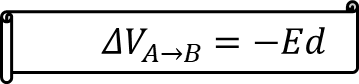 ΔV_{A→B} = −Ed